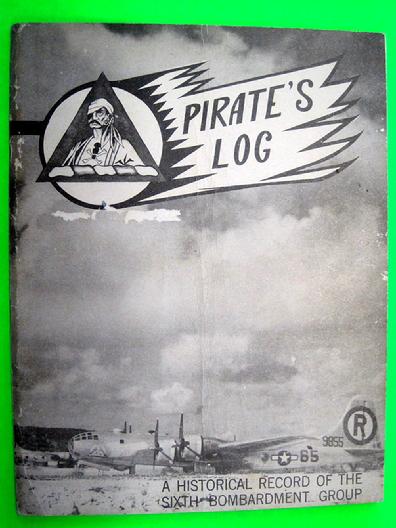 PIRATE'S
LOG
R
9855
65
A HISTORICAL RECORD OF THE
SIXTH BOMBARDMENT GROUP